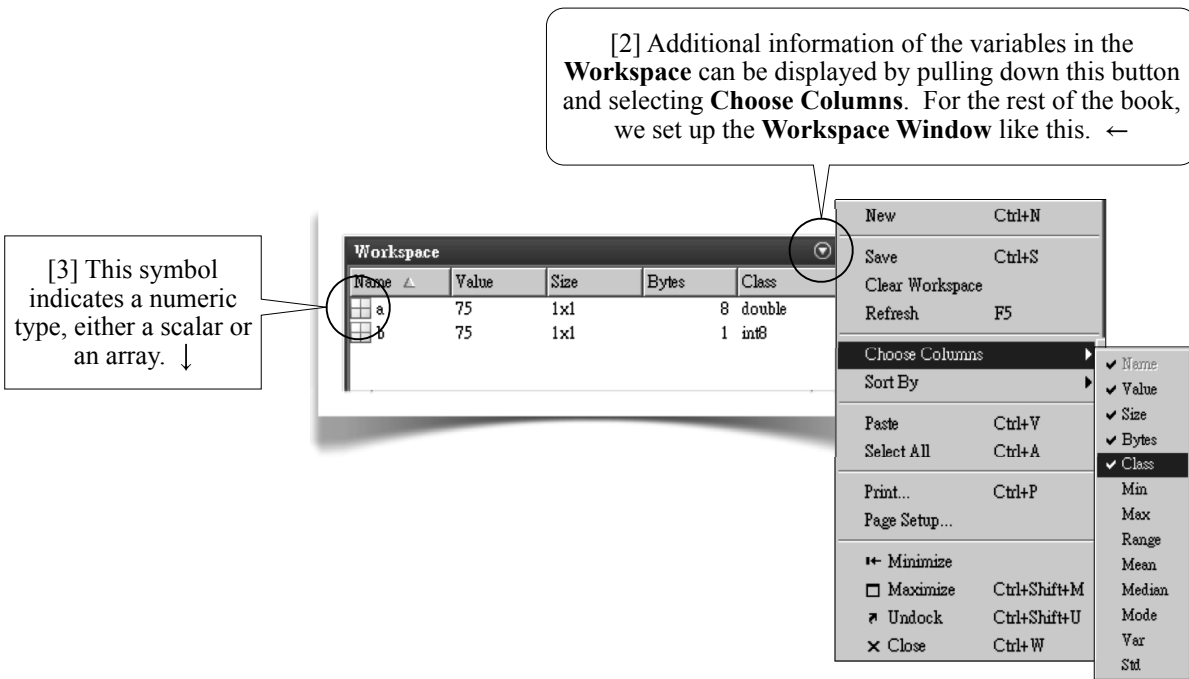 [2] Additional information of the variables in the
Workspace can be displayed by pulling down this button
and selecting Choose Columns. For the rest of the book,
we set up the Workspace Window like this. ←
[3] This symbol
indicates a numeric
type, either a scalar or
an array. ↓
Workspace
Name Value Size Bytes Class
a 75 1x1 8 double
b 75 1x1 1 int8
New Ctrl+N
Save Ctrl+S
Clear Workspace
Refresh F5
Choose Columns
Sort By
Paste Ctrl+V
Select All Ctrl+A
Print... Ctrl+P
Page Setup...
Minimize
Maximize Ctrl+Shift+M
Undock Ctrl+Shift+U
Close Ctrl+W
Name
Value
Size
Bytes
Class
Min
Max
Range
Mean
Median
Mode
Var
Std